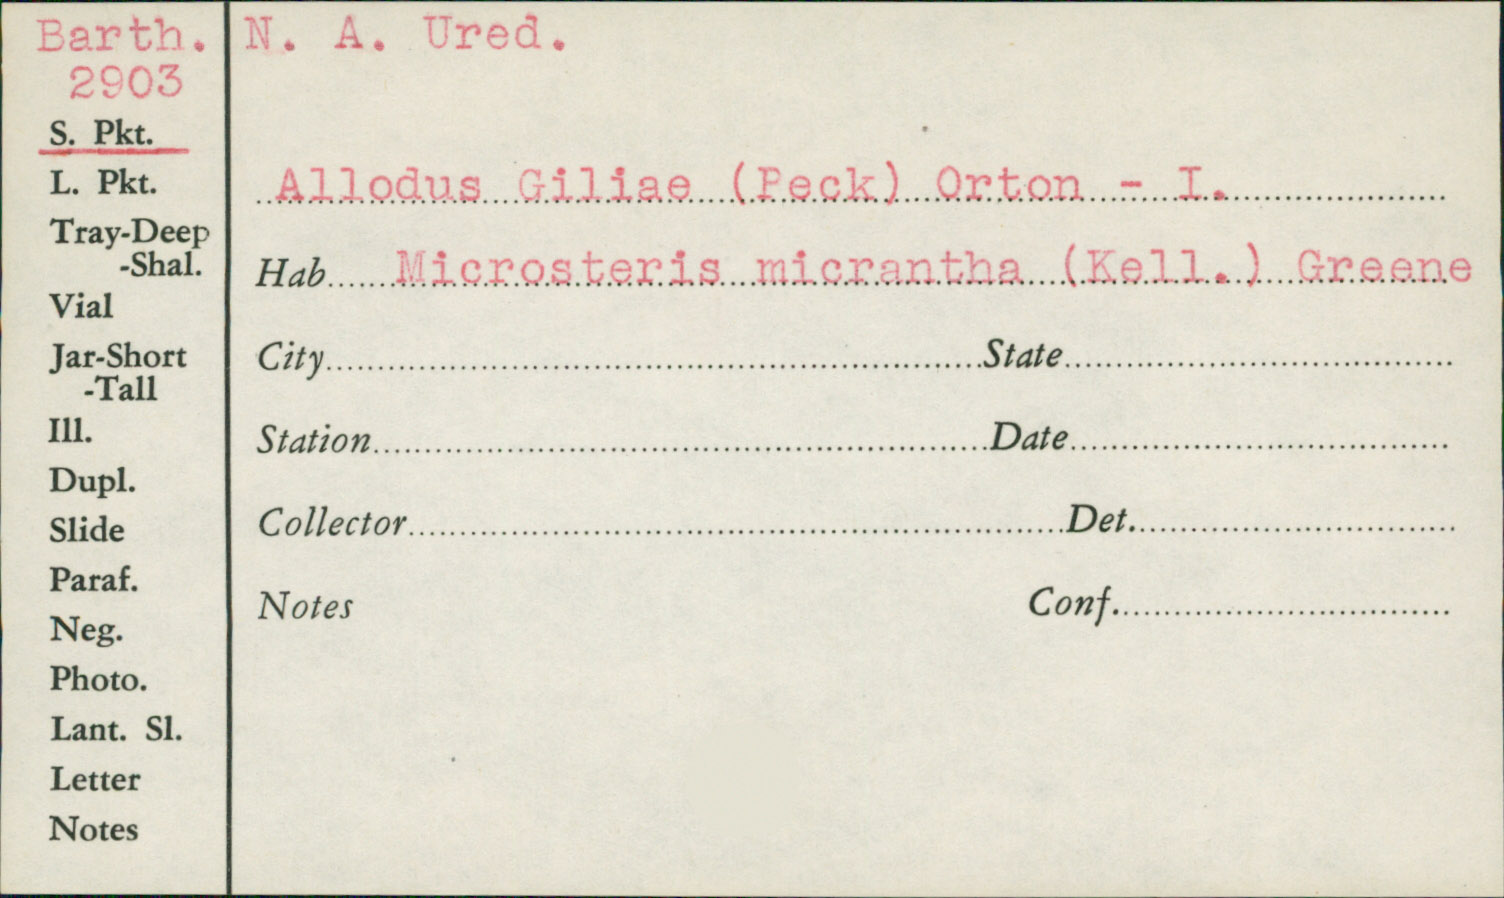 Barth.
2903
S. Pkt.
L. Pkt.
Tray-Deep
-Shal.
Vial
Jar-Short
-Tall
Ill.
Dupl.
Slide
Paraf.
Neg.
Photo.
Lant. Sl.
Letter
Notes
N. A. Ured.
Allodus Giliae (Peck) Orton - I.
Hab. Microsteris micrantha (Kell.) Greene
City State
Station Date
Collector Det.
Notes Conf.